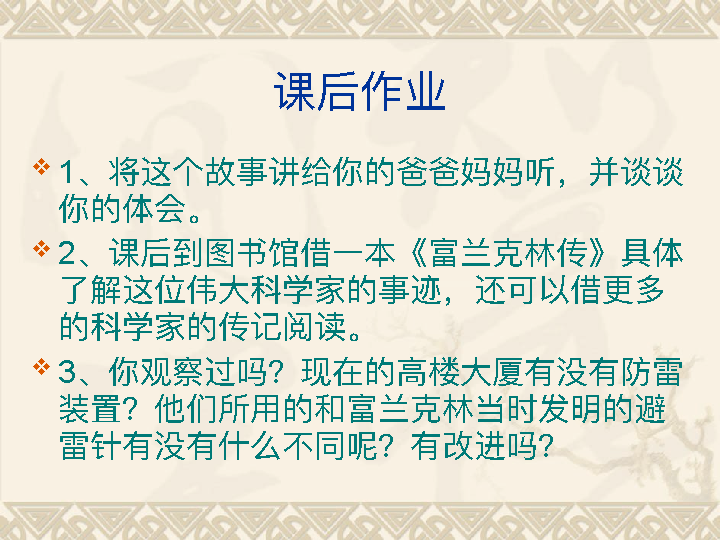 课后作业
1、将这个故事讲给你的爸爸妈妈听，并谈谈
你的体会。
2、课后到图书馆借一本《富兰克林传》具体
了解这位伟大科学家的事迹，还可以借更多
的科学家的传记阅读。
3、你观察过吗？现在的高楼大厦有没有防雷
装置？他们所用的和富兰克林当时发明的避
雷针有没有什么不同呢？有改进吗？